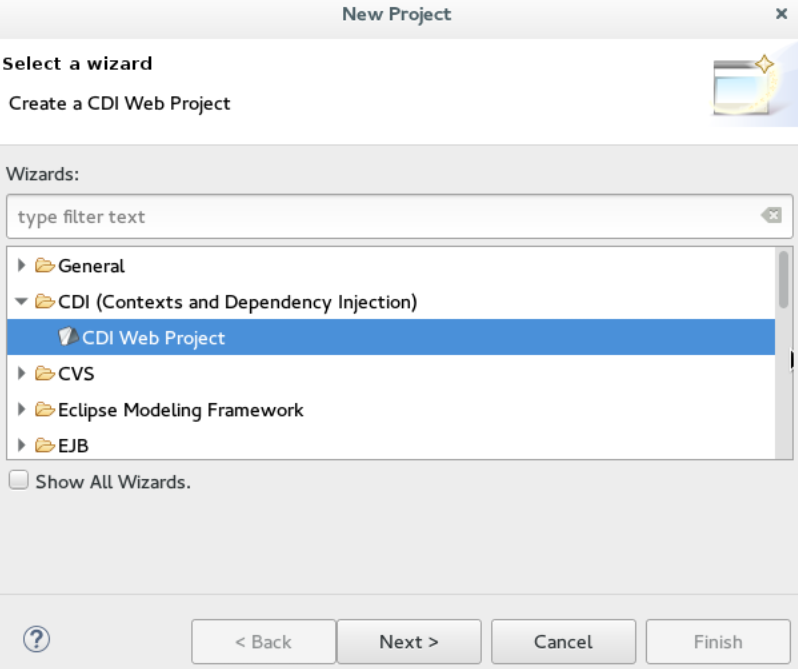 New Project
Select a wizard
Create a CDI Web Project
Wizards:
type filter text
General
CDI (Contexts and Dependency Injection)
CDI Web Project
CVS
Eclipse Modeling Framework
EJB
Show All Wizards.
< Back Next > Cancel Finish